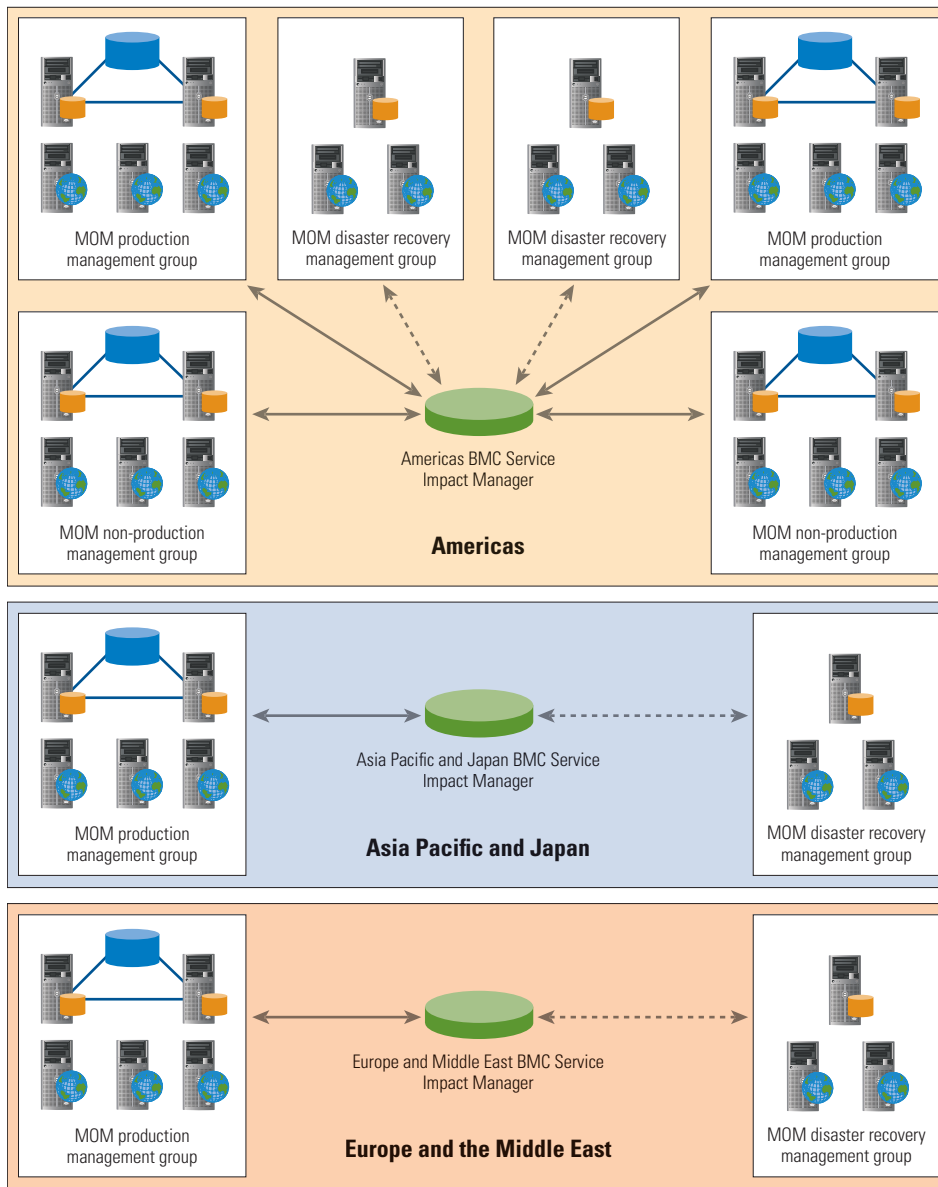 MOM production
management group
MOM disaster recovery
management group
MOM disaster recovery
management group
MOM production
management group
MOM non-production
management group
Americas BMC Service
Impact Manager
Americas
MOM non-production
management group
MOM production
management group
Asia Pacific and Japan BMC Service
Impact Manager
Asia Pacific and Japan
MOM disaster recovery
management group
MOM production
management group
Europe and Middle East BMC Service
Impact Manager
Europe and the Middle East
MOM disaster recovery
management group